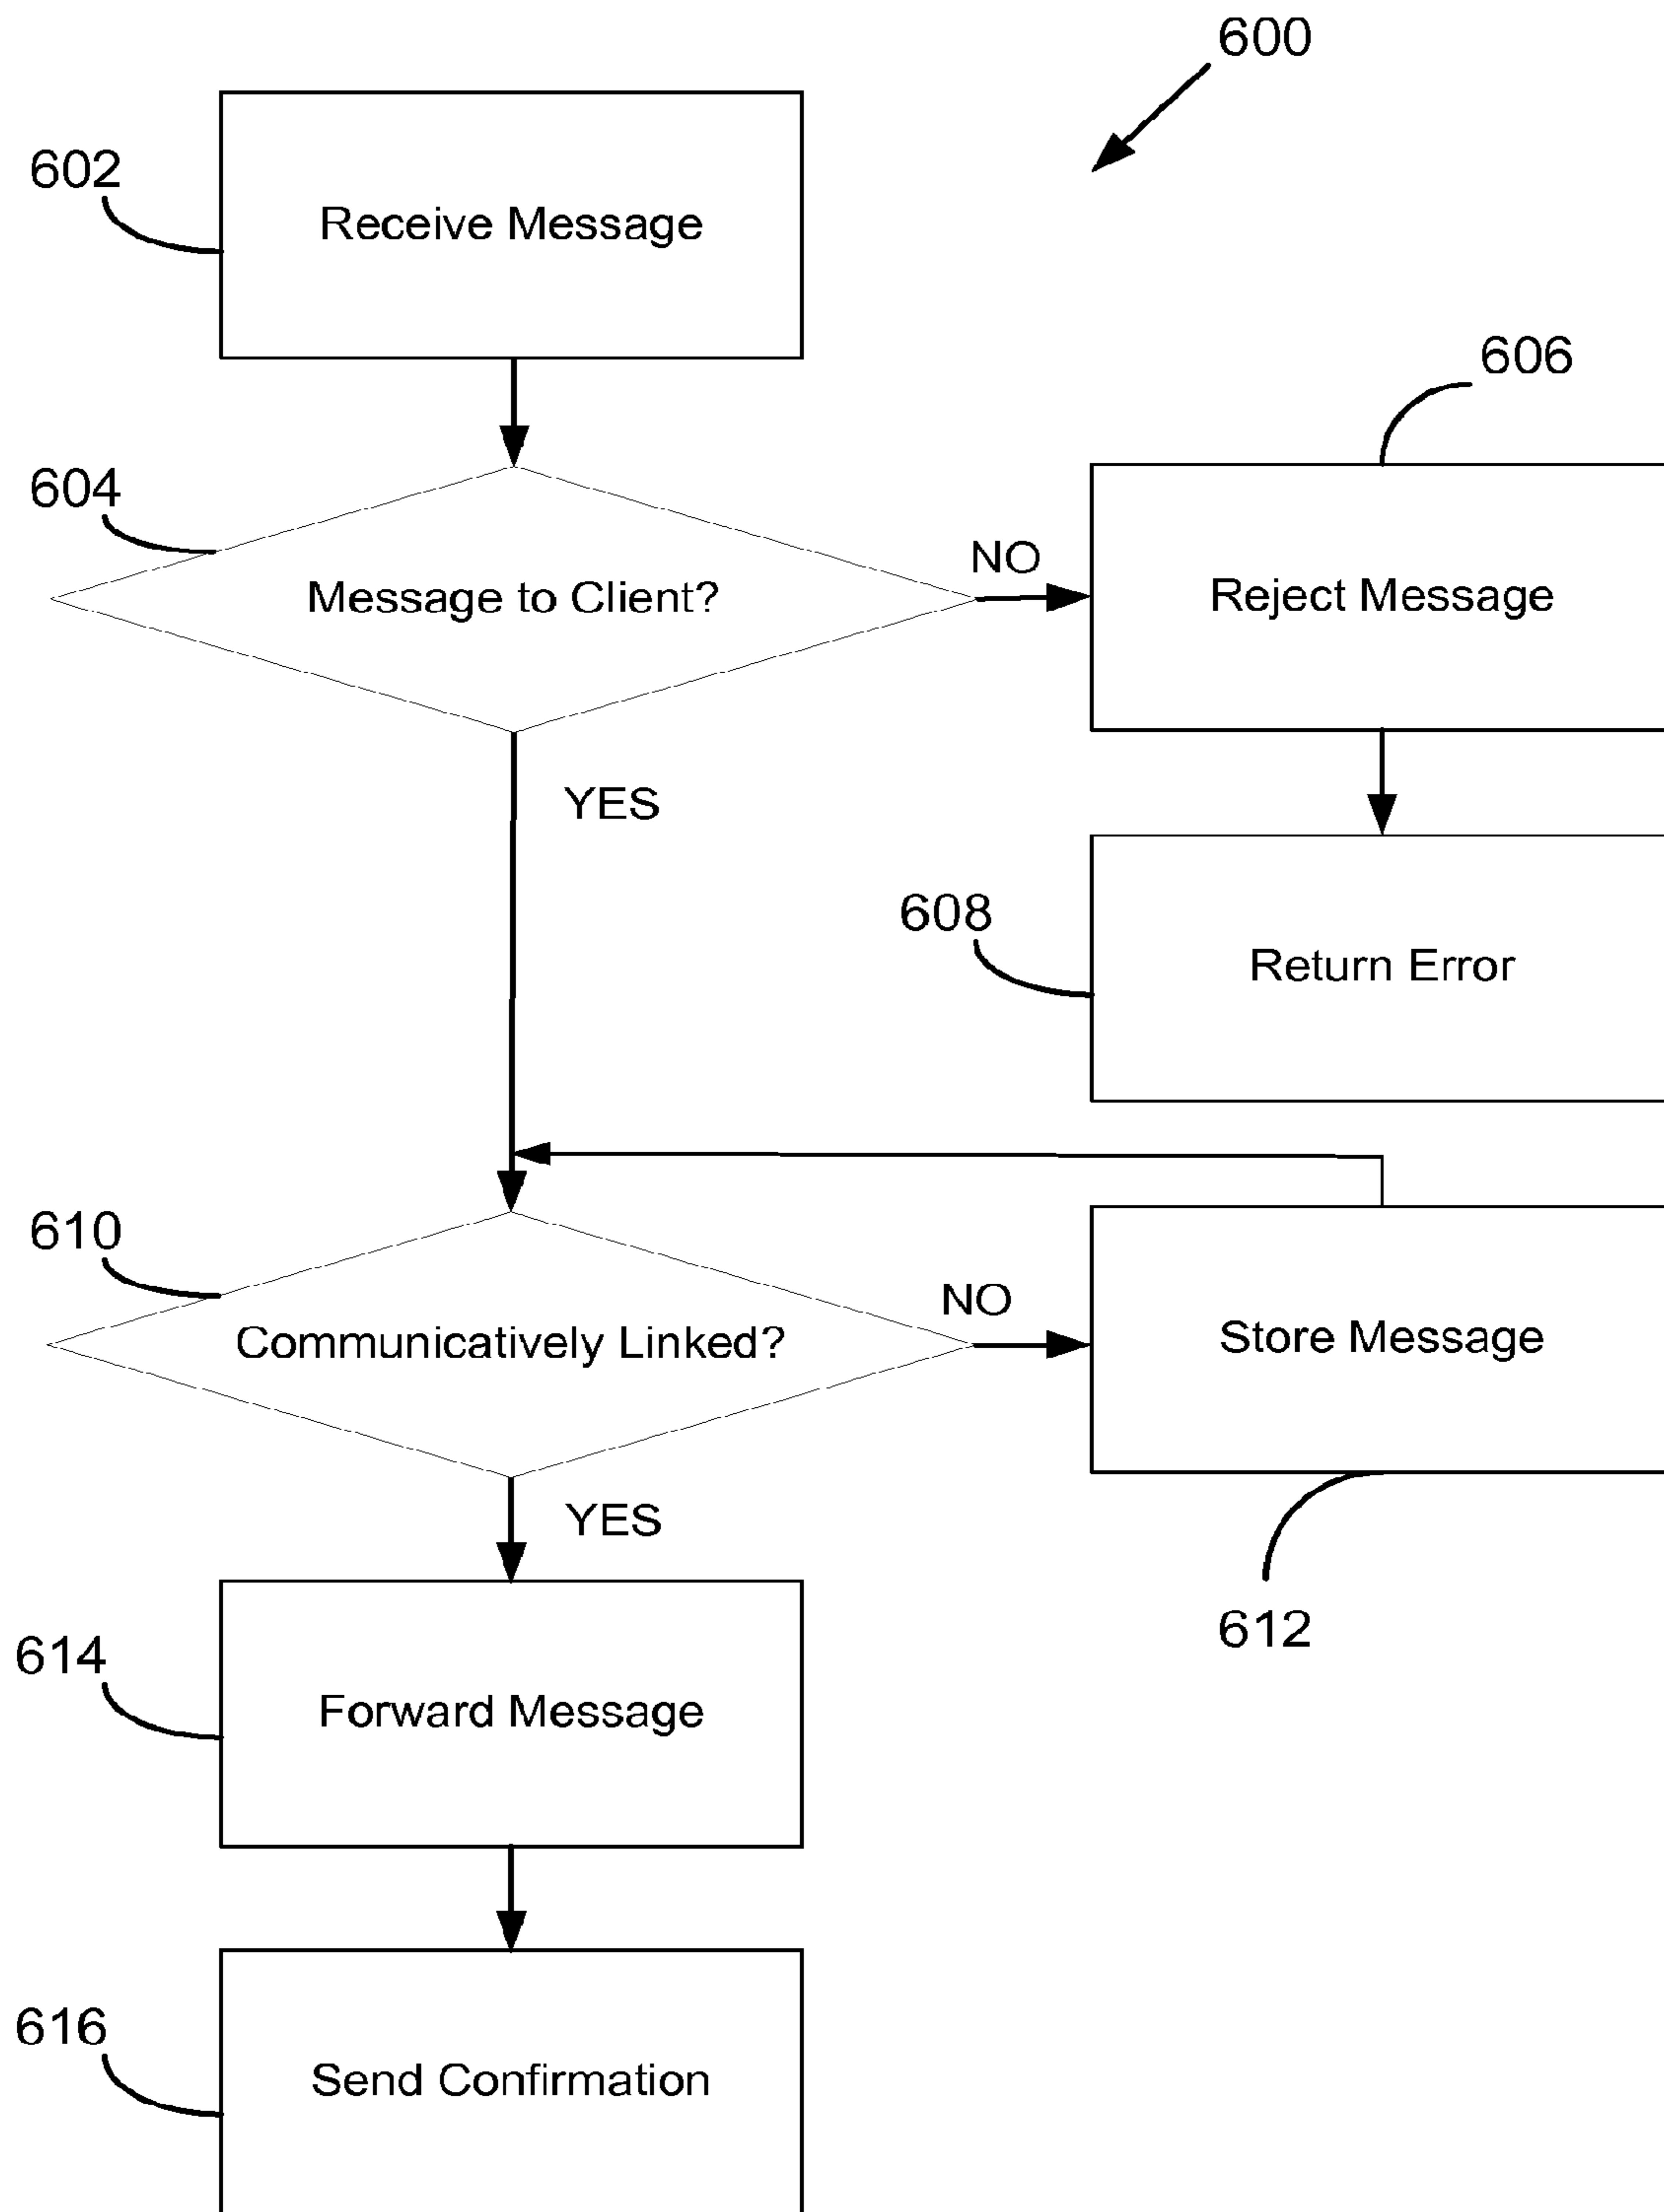 600
602
Receive Message
606
604
NO
Message to Client?
Reject Message
YES
608
Return Error
610
NO
Communicatively Linked?
Store Message
YES
612
614
Forward Message
616
Send Confirmation